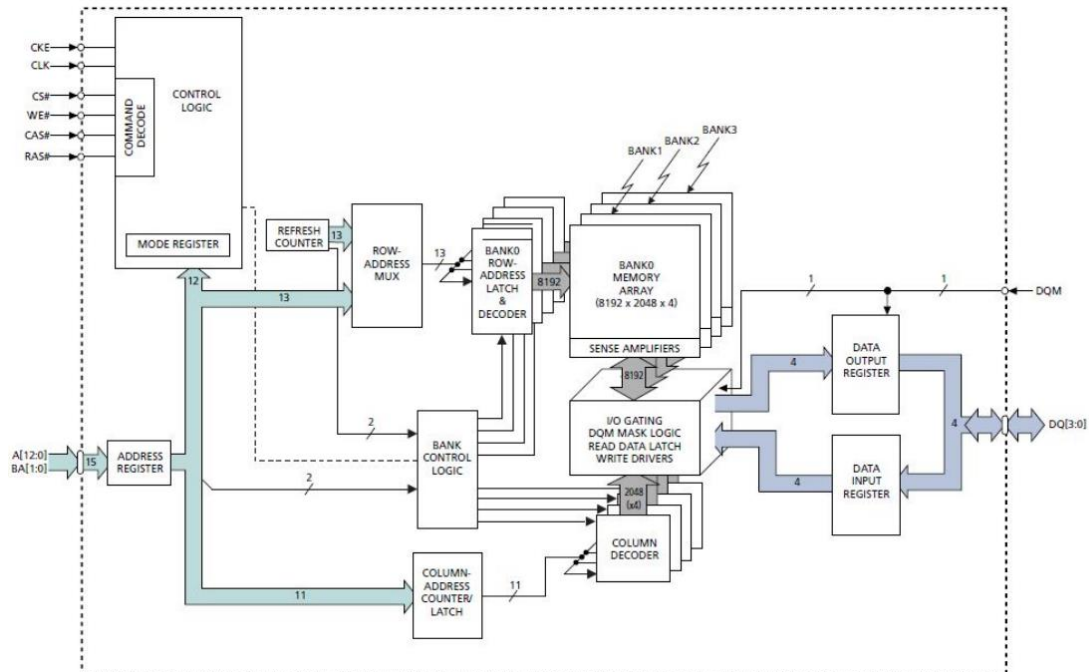 CKE
CLK
CS#
WE#
CAS#
RAS#
COMMAND
DECODE
CONTROL
LOGIC
MODE REGISTER
12
REFRESH
COUNTER
13
ROW-
ADDRESS
MUX
13
13
BANK0
ROW-
ADDRESS
LATCH
&
DECODER
8192
BANK1
BANK2
BANK3
BANK0
MEMORY
ARRAY
(8192 x 2048 x 4)
SENSE AMPLIFIERS
8192
I/O GATING
DQM MASK LOGIC
READ DATA LATCH
WRITE DRIVERS
2048
(x4)
COLUMN
DECODER
1
1
DQM
4
DATA
OUTPUT
REGISTER
4
DQ[3:0]
4
DATA
INPUT
REGISTER
2
BANK
CONTROL
LOGIC
2
A[12:0]
BA[1:0]
15
ADDRESS
REGISTER
11
COLUMN-
ADDRESS
COUNTER/
LATCH
11